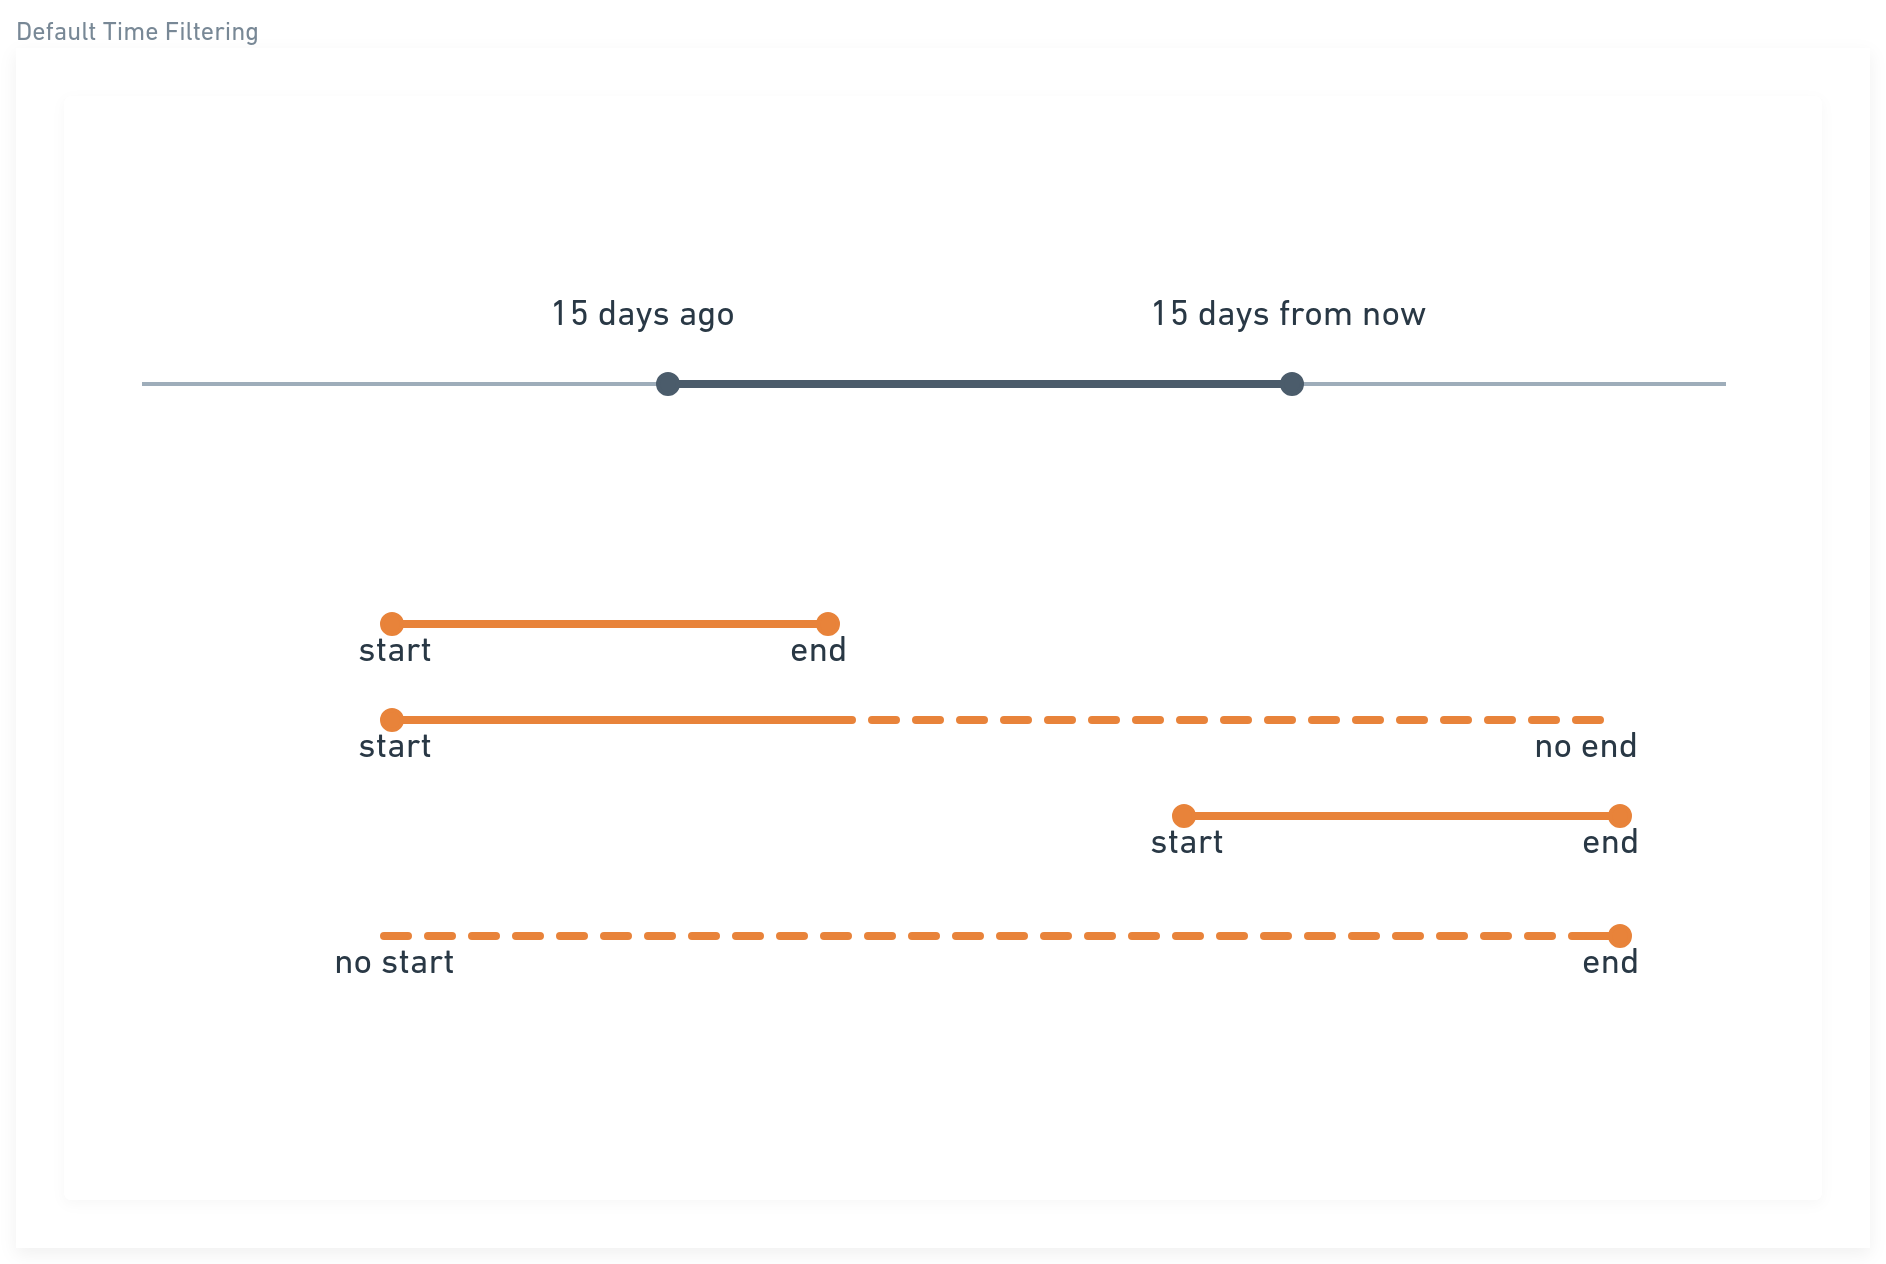 Default Time Filtering
15 days ago
15 days from now
start
end
start
no end
start
end
no start
end